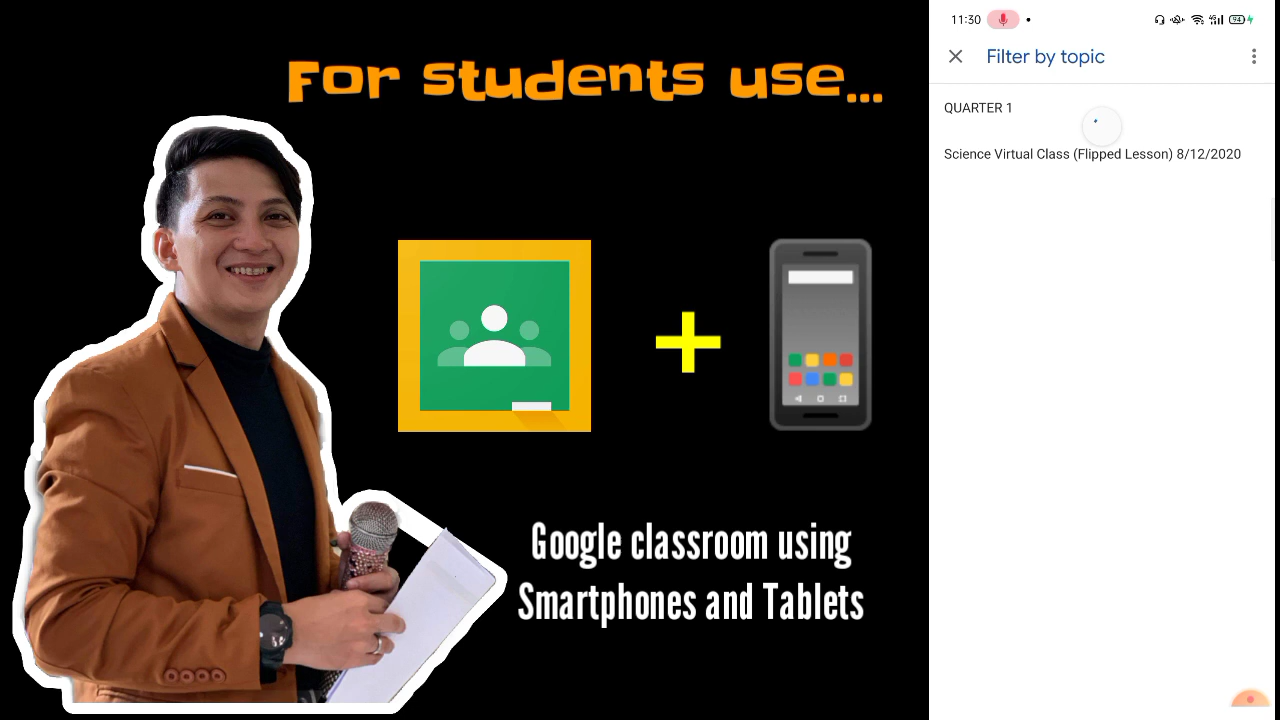 For students use...
Google classroom using
Smartphones and Tablets
11:30
94
Filter by topic
QUARTER 1
Science Virtual Class (Flipped Lesson) 8/12/2020